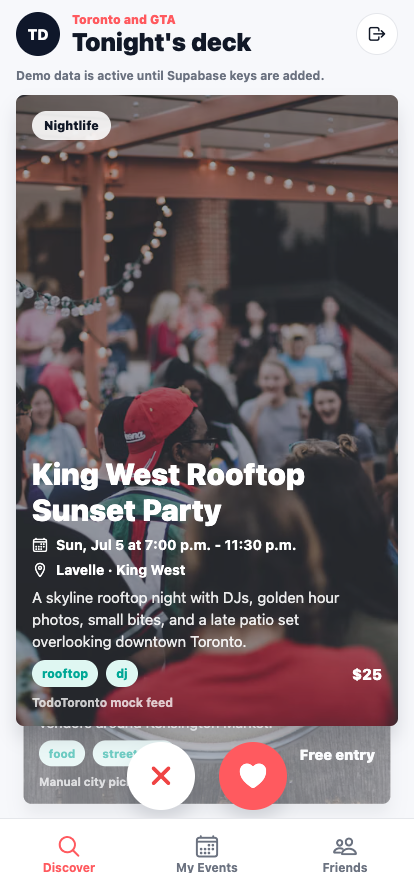 TD
Toronto and GTA
Tonight's deck
Demo data is active until Supabase keys are added.
Nightlife
King West Rooftop
Sunset Party
Sun, Jul 5 at 7:00 p.m. - 11:30 p.m.
Lavelle · King West
A skyline rooftop night with DJs, golden hour
photos, small bites, and a late patio set
overlooking downtown Toronto.
rooftop dj $25
TodoToronto mock feed
food street Free entry
Manual city pic
Discover My Events Friends